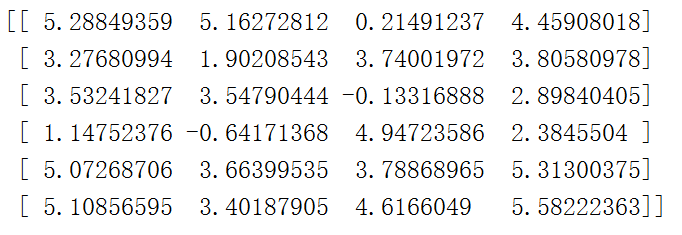 [[ 5.28849359 5.16272812 0.21491237 4.45908018]
[ 3.27680994 1.90208543 3.74001972 3.80580978]
[ 3.53241827 3.54790444 -0.13316888 2.89840405]
[ 1.14752376 -0.64171368 4.94723586 2.3845504 ]
[ 5.07268706 3.66399535 3.78868965 5.31300375]
[ 5.10856595 3.40187905 4.6166049 5.58222363]]